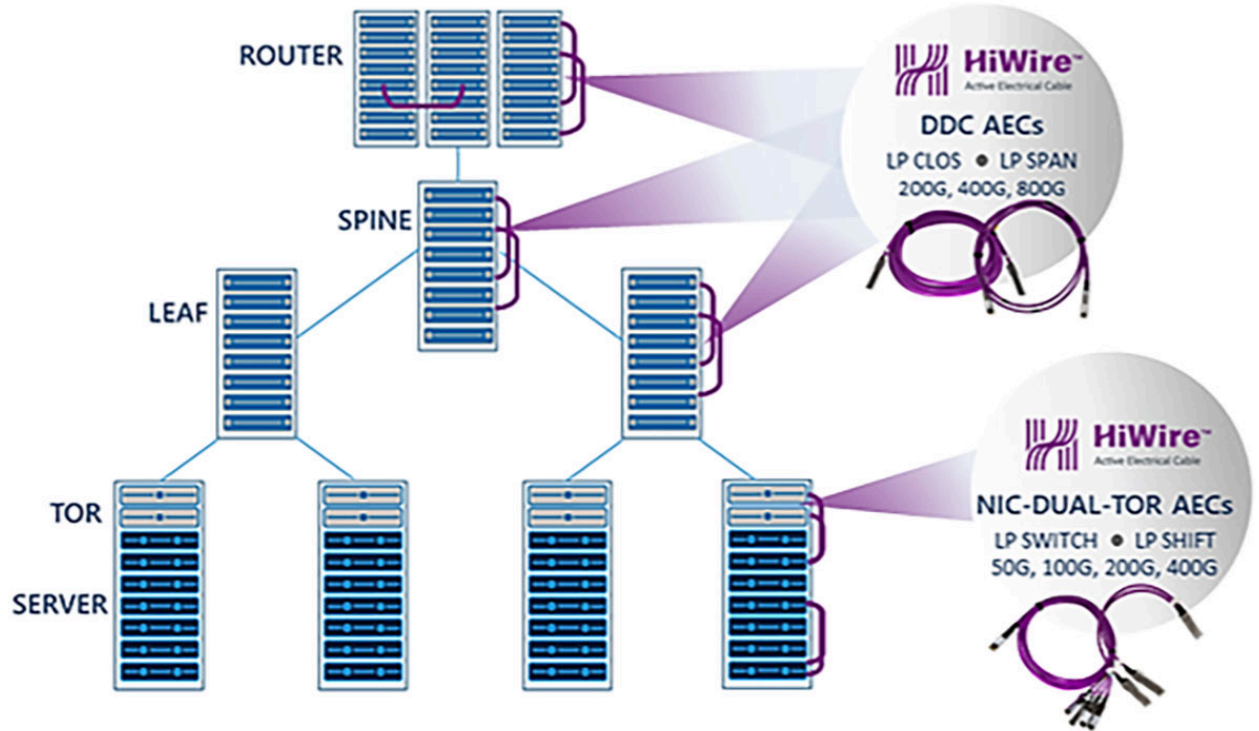 ROUTER
HiWire™
Active Electrical Cable
DDC AECs
LP CLOS ● LP SPAN
200G, 400G, 800G
SPINE
LEAF
HiWire™
Active Electrical Cable
NIC-DUAL-TOR AECs
LP SWITCH ● LP SHIFT
50G, 100G, 200G, 400G
TOR
SERVER